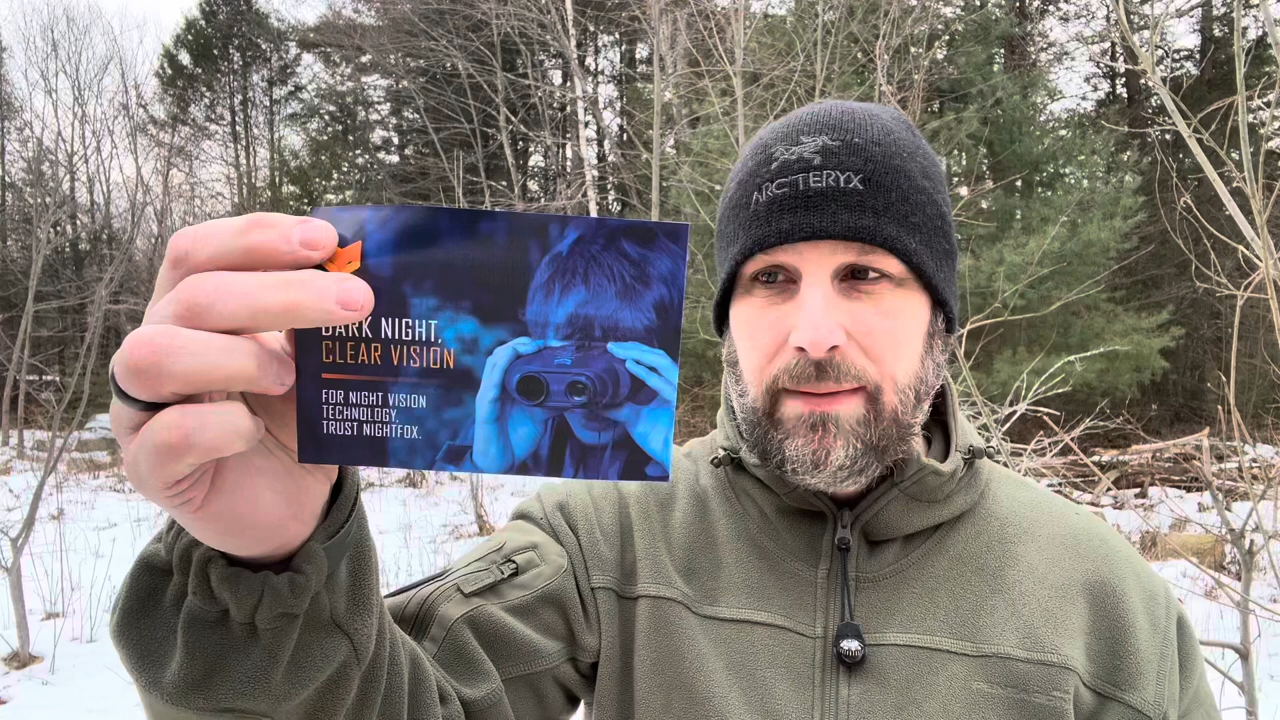 DARK NIGHT,
CLEAR VISION
FOR NIGHT VISION
TECHNOLOGY,
TRUST NIGHTFOX.
ARC'TERYX